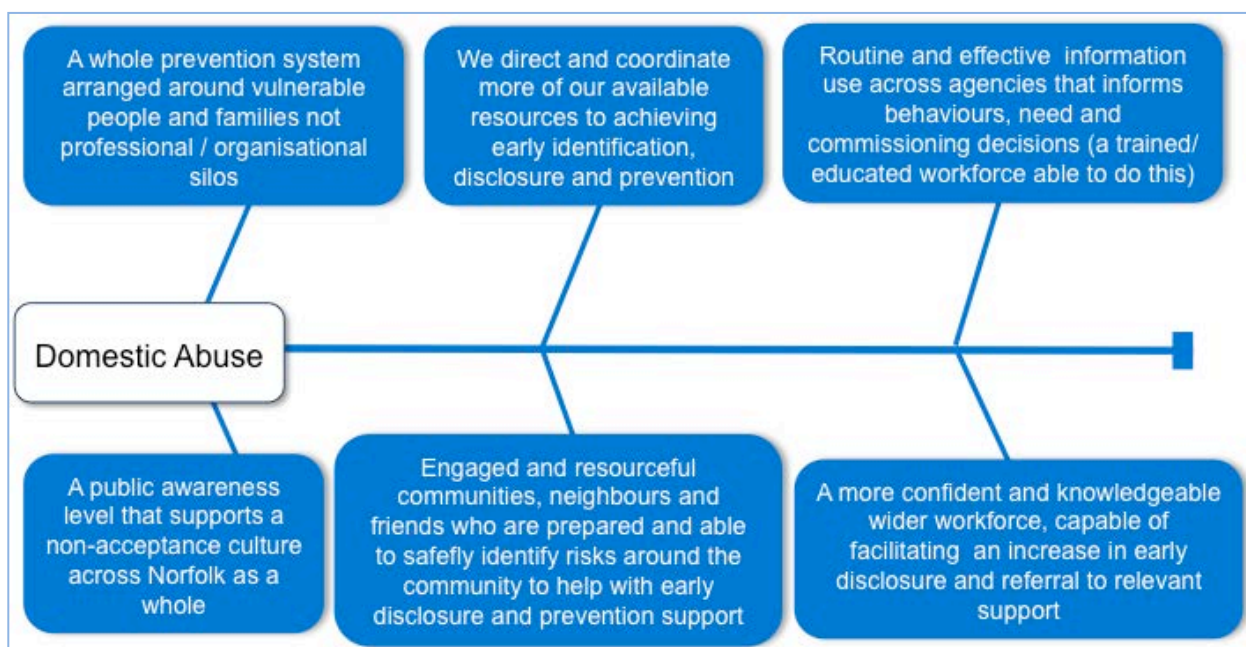 A whole prevention system
arranged around vulnerable
people and families not
professional / organisational
silos
We direct and coordinate
more of our available
resources to achieving
early identification,
disclosure and prevention
Routine and effective information
use across agencies that informs
behaviours, need and
commissioning decisions (a trained/
educated workforce able to do this)
Domestic Abuse
A public awareness
level that supports a
non-acceptance culture
across Norfolk as a
whole
Engaged and resourceful
communities, neighbours and
friends who are prepared and able
to safefly identify risks around the
community to help with early
disclosure and prevention support
A more confident and knowledgeable
wider workforce, capable of
facilitating an increase in early
disclosure and referral to relevant
support